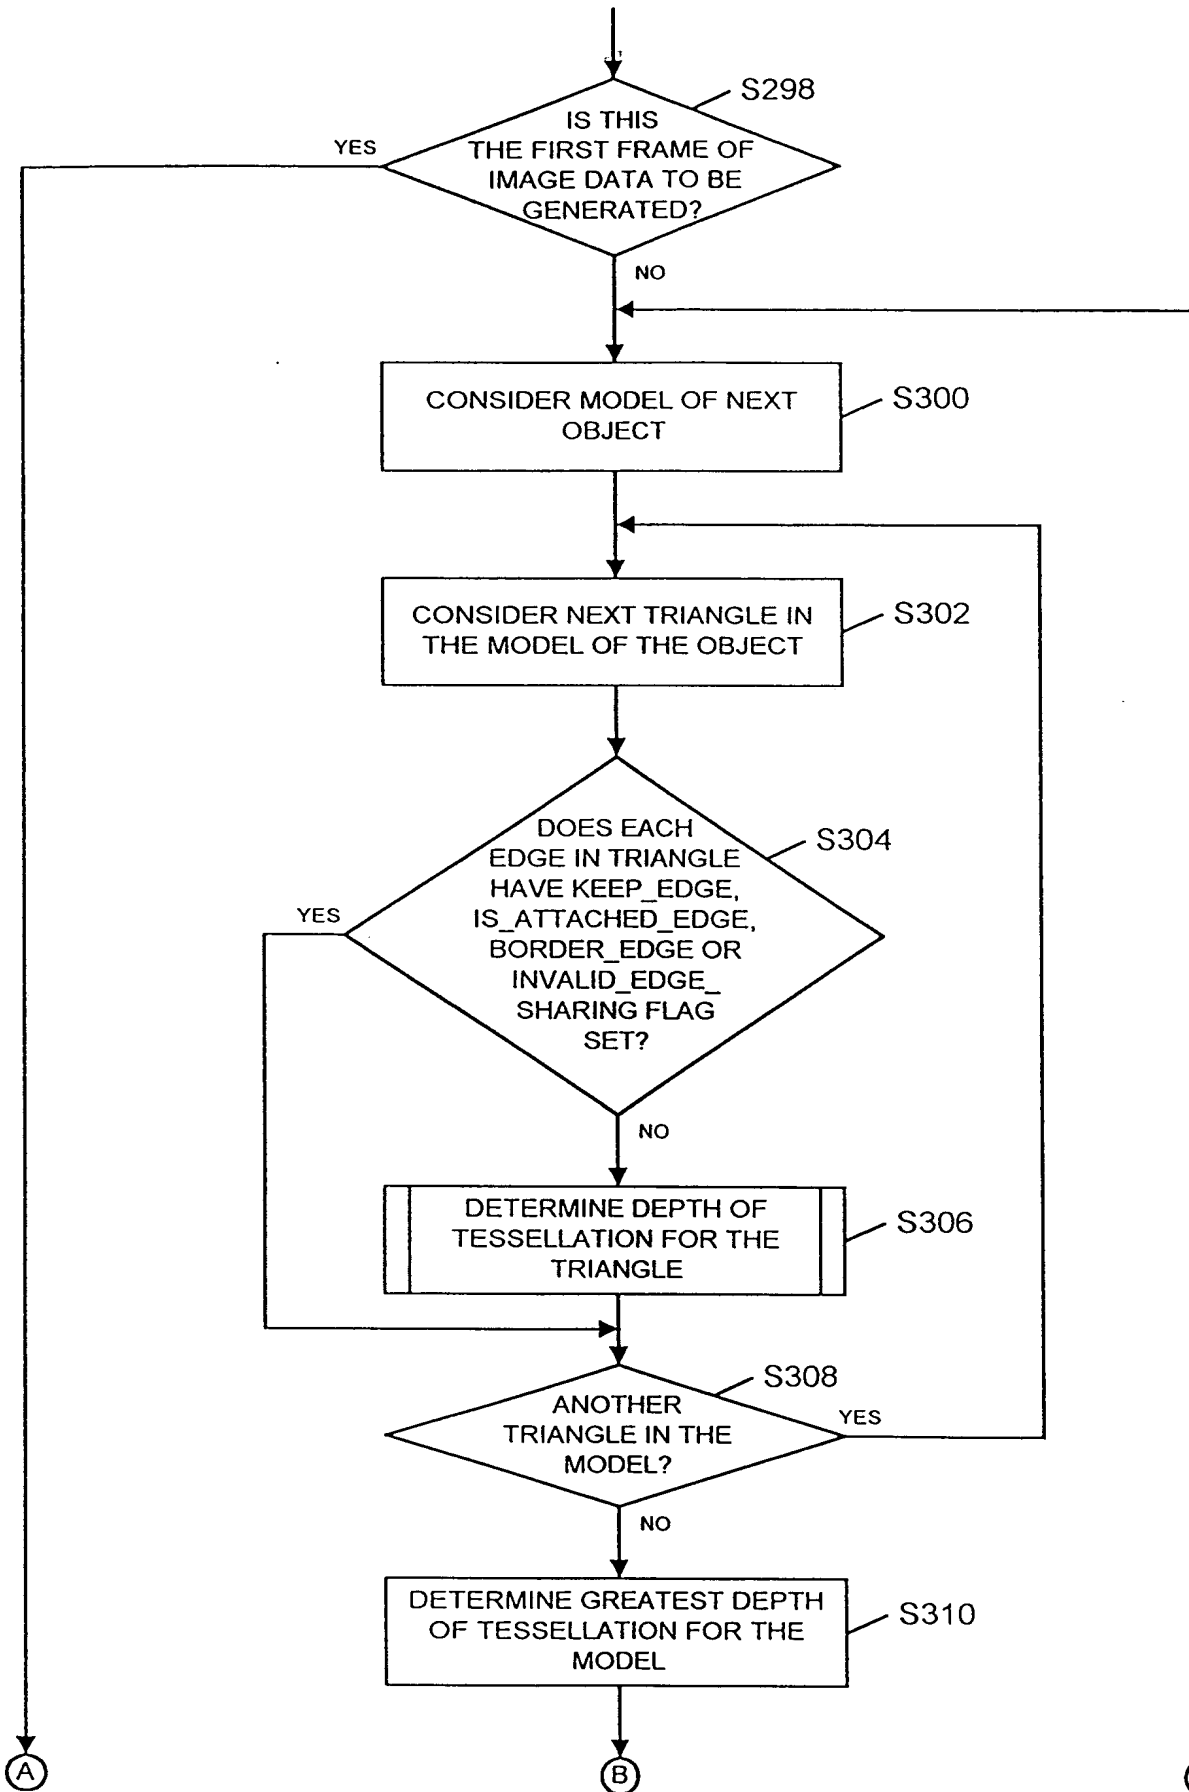 S298
IS THIS
THE FIRST FRAME OF
IMAGE DATA TO BE
GENERATED?
YES
NO
CONSIDER MODEL OF NEXT
OBJECT
S300
CONSIDER NEXT TRIANGLE IN
THE MODEL OF THE OBJECT
S302
DOES EACH
EDGE IN TRIANGLE
HAVE KEEP_EDGE,
IS_ATTACHED_EDGE,
BORDER_EDGE OR
INVALID_EDGE_
SHARING FLAG
SET?
S304
YES
NO
DETERMINE DEPTH OF
TESSELLATION FOR THE
TRIANGLE
S306
S308
ANOTHER
TRIANGLE IN THE
MODEL?
YES
NO
DETERMINE GREATEST DEPTH
OF TESSELLATION FOR THE
MODEL
S310
A
B